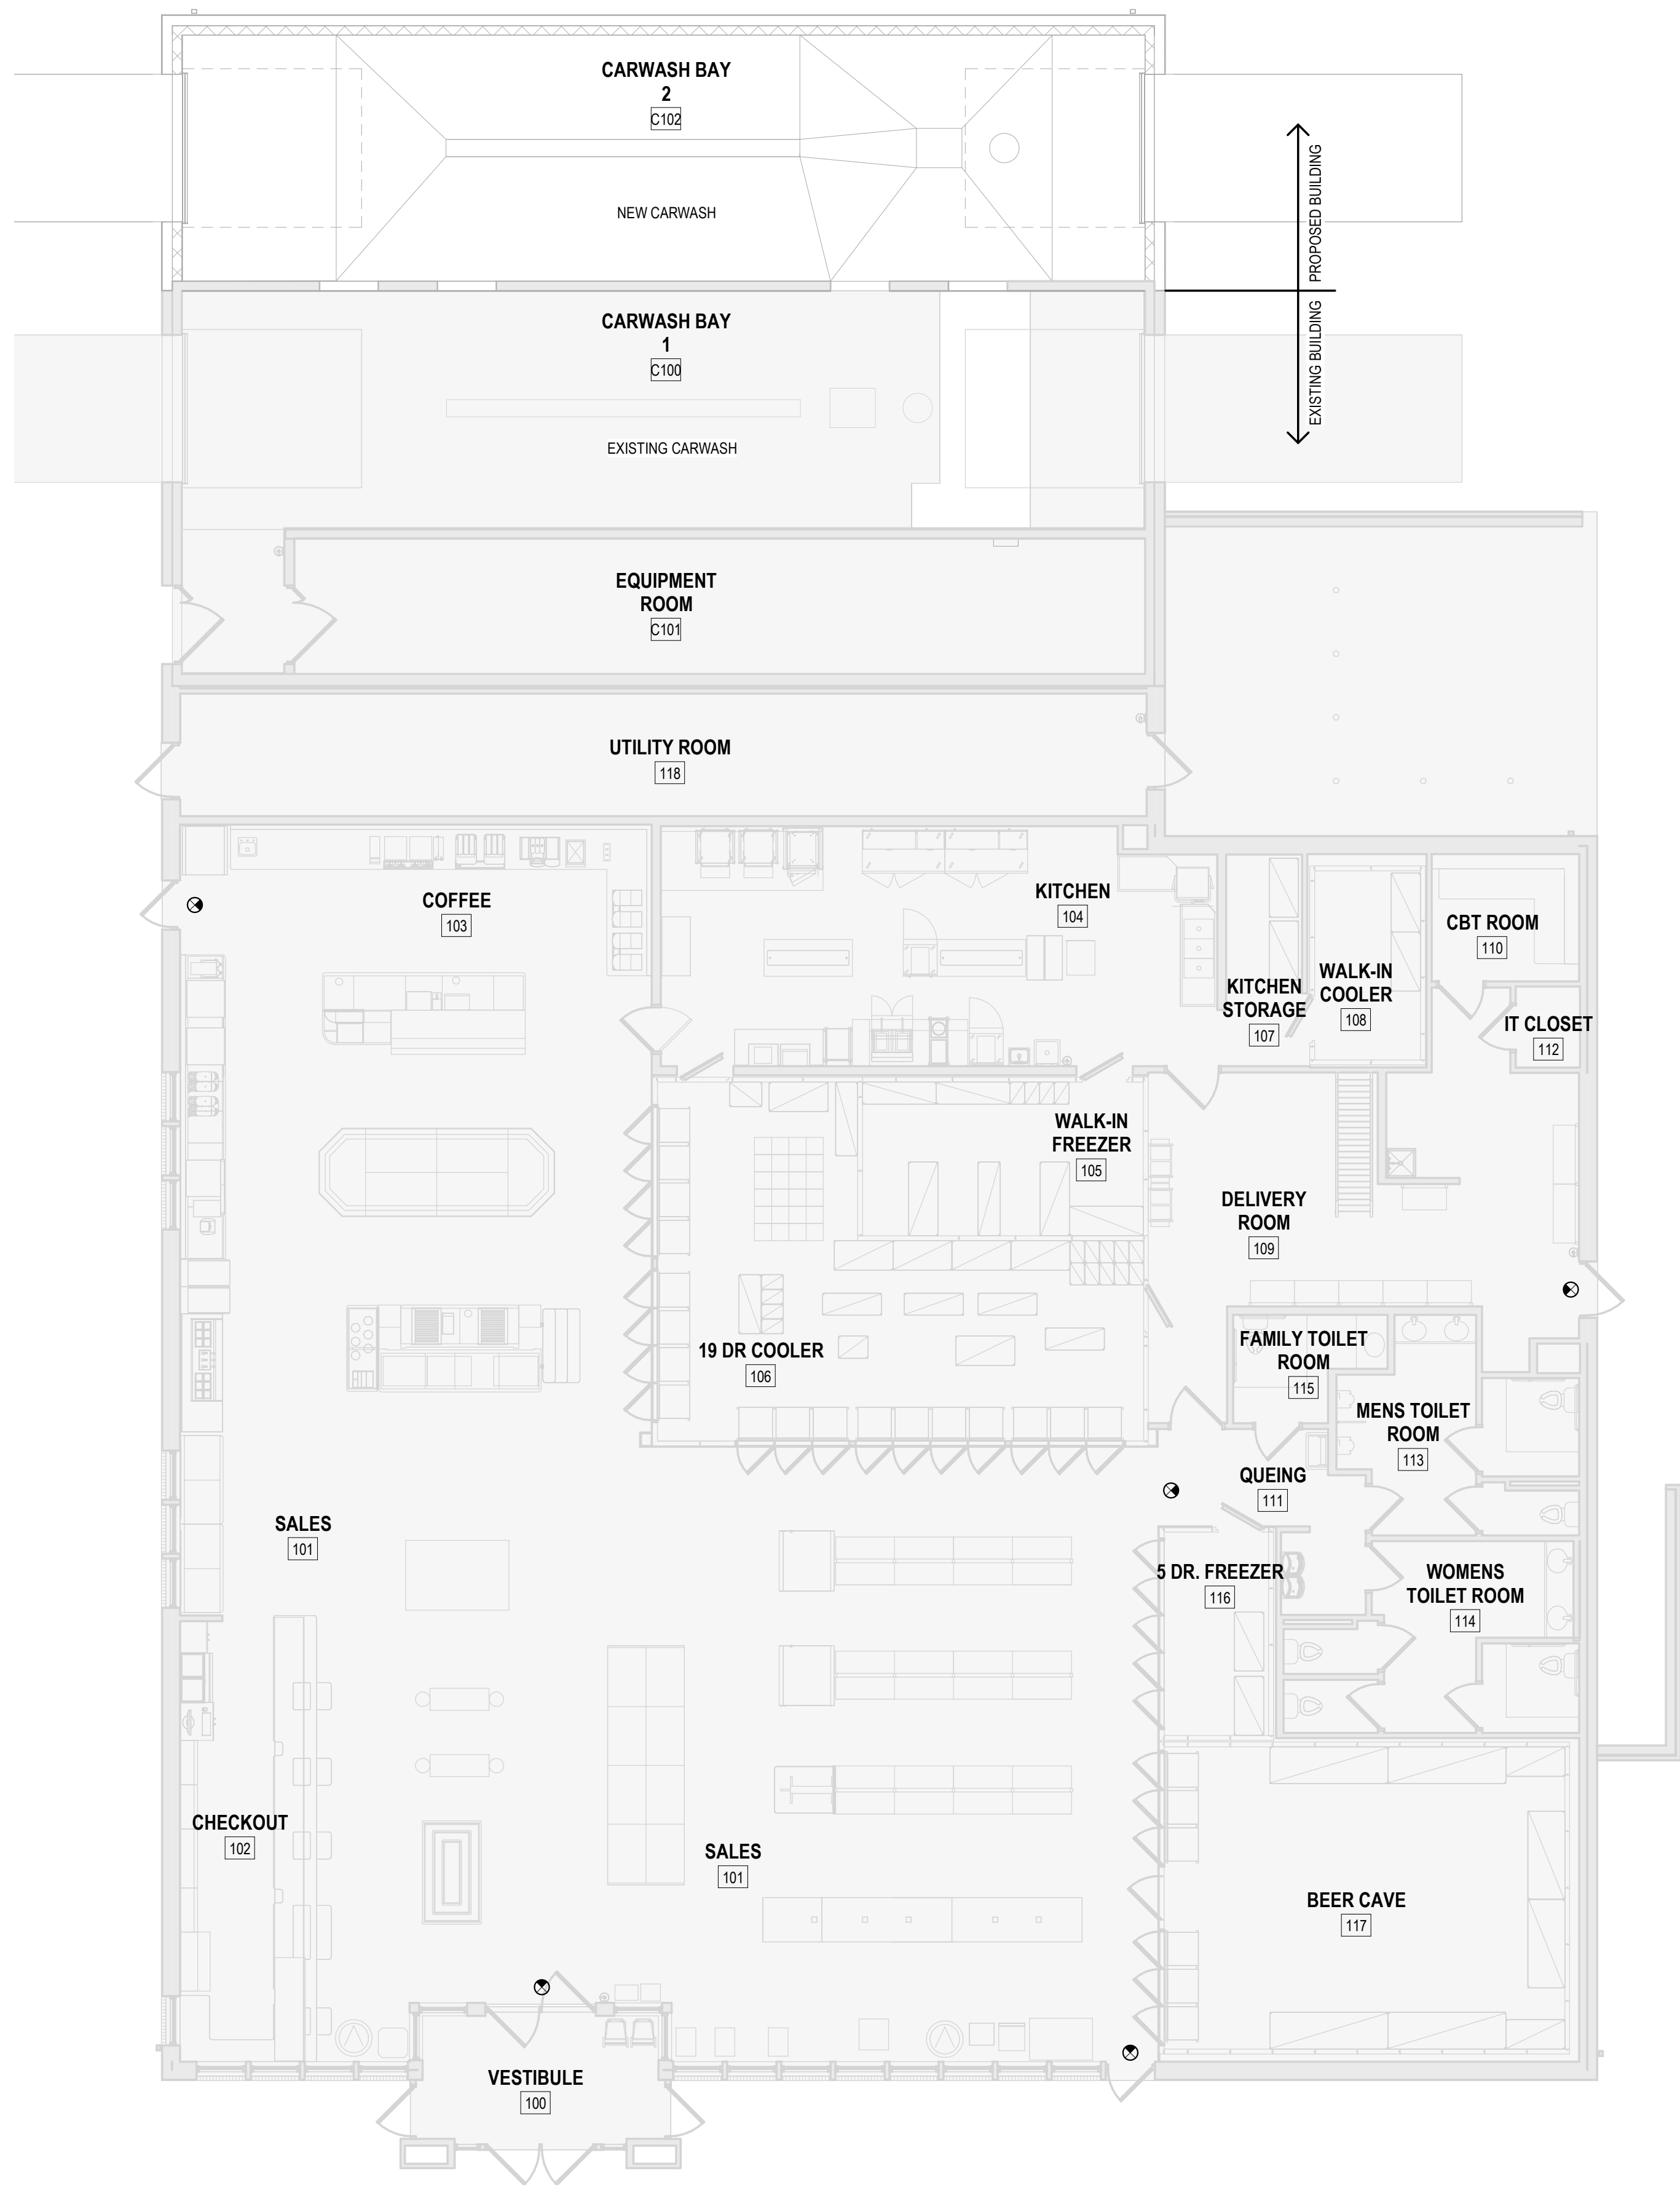 CARWASH BAY
2
C102
NEW CARWASH
PROPOSED BUILDING
EXISTING BUILDING
CARWASH BAY
1
C100
EXISTING CARWASH
EQUIPMENT
ROOM
C101
UTILITY ROOM
118
COFFEE
103
KITCHEN
104
CBT ROOM
110
KITCHEN
STORAGE
107
WALK-IN
COOLER
108
IT CLOSET
112
WALK-IN
FREEZER
105
DELIVERY
ROOM
109
19 DR COOLER
106
FAMILY TOILET
ROOM
115
MENS TOILET
ROOM
113
QUEING
111
SALES
101
5 DR. FREEZER
116
WOMENS
TOILET ROOM
114
CHECKOUT
102
SALES
101
BEER CAVE
117
VESTIBULE
100